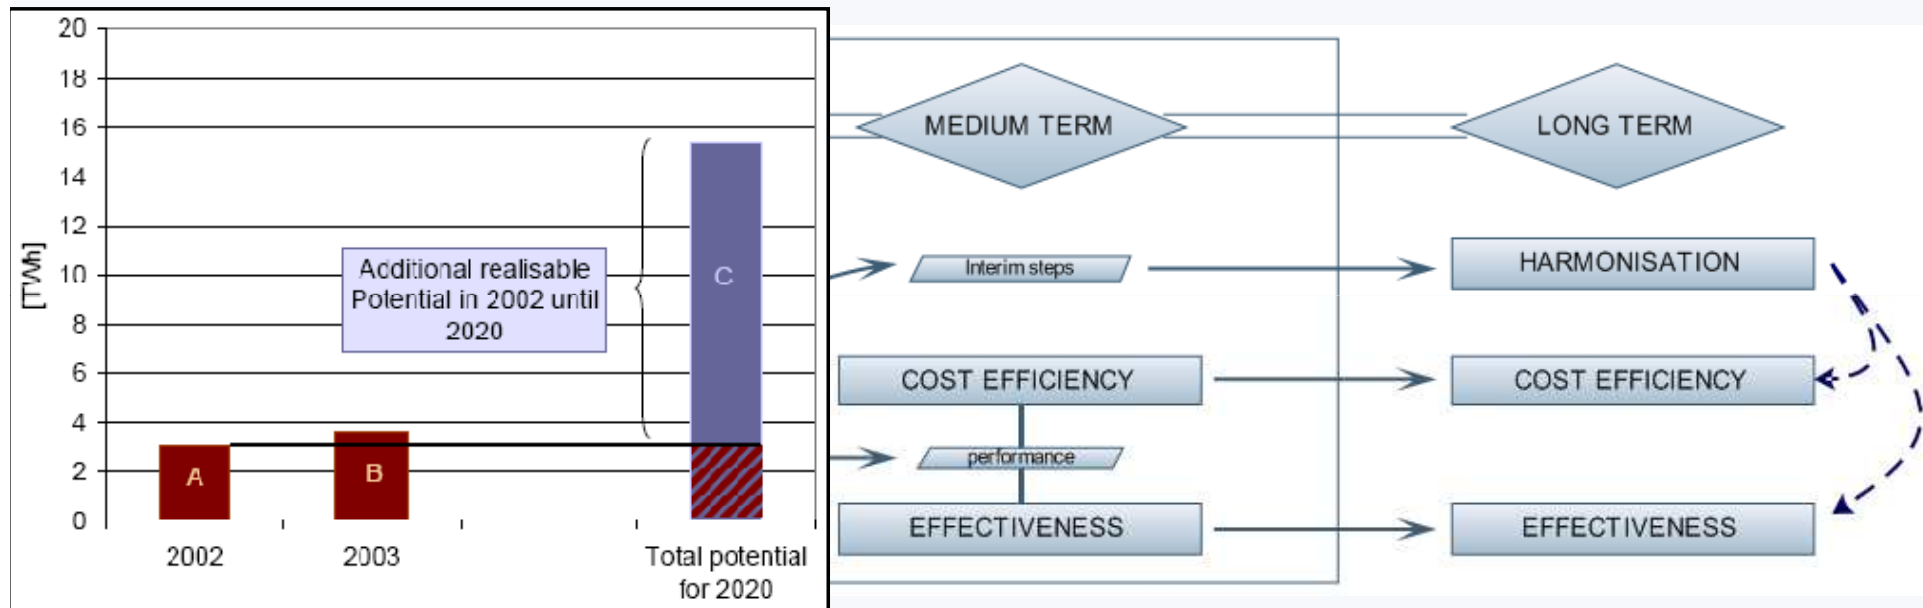 20
18
16
14
12
10
8
6
4
2
0
[TWh]
Additional realisable
Potential in 2002 until
2020
A
B
C
2002
2003
Total potential
for 2020
MEDIUM TERM
LONG TERM
Interim steps
HARMONISATION
COST EFFICIENCY
COST EFFICIENCY
performance
EFFECTIVENESS
EFFECTIVENESS